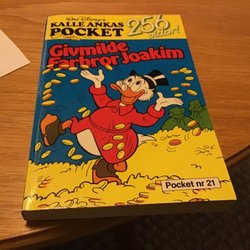 Walt Disney's
KALLE ANKAS
POCKET
256
sidor!
Givmilde
Farbror Joakim
Pocket nr 21